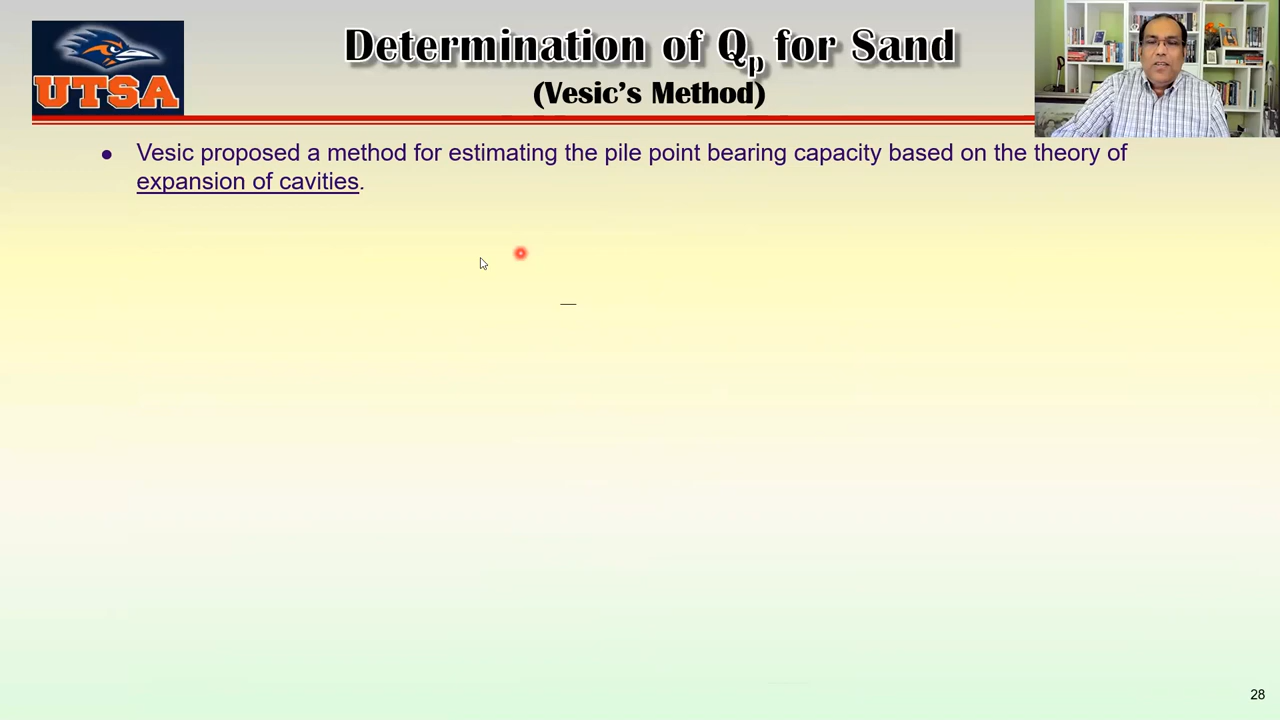 UTSA
Determination of Qp for Sand
(Vesic's Method)
● Vesic proposed a method for estimating the pile point bearing capacity based on the theory of
expansion of cavities.
28